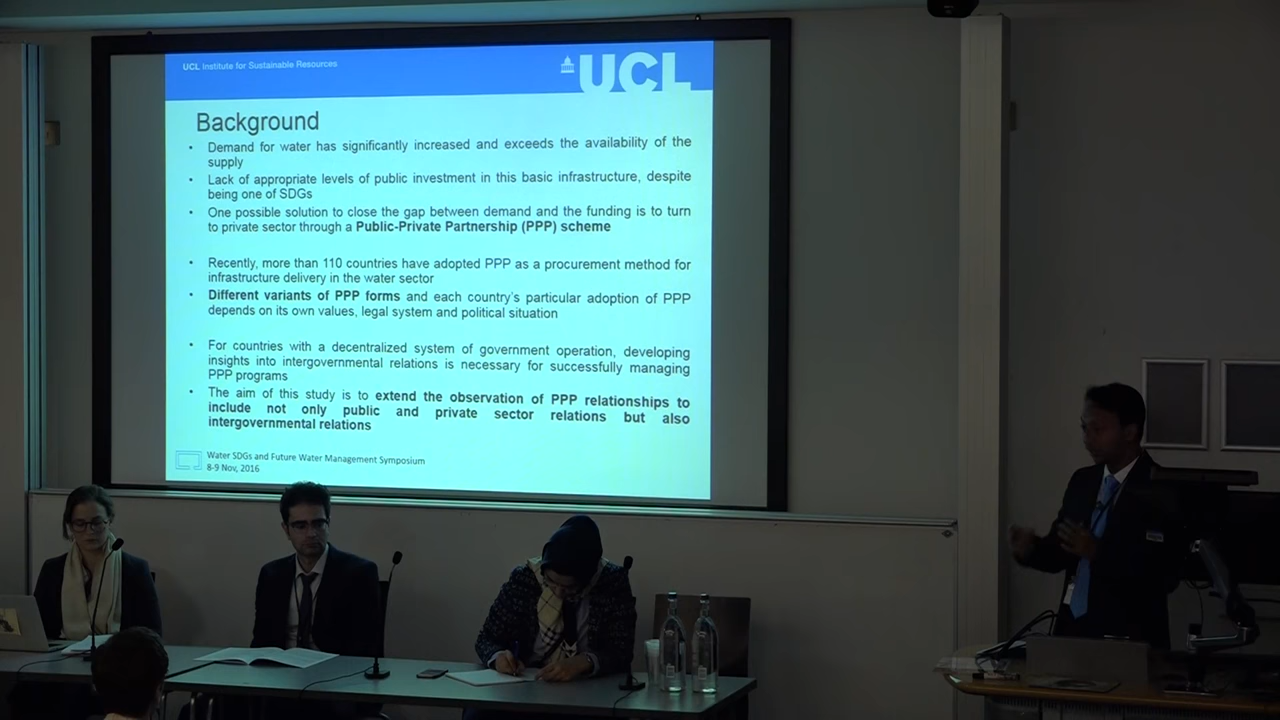 UCL Institute for Sustainable Resources
UCL
Background
• Demand for water has significantly increased and exceeds the availability of the
supply
• Lack of appropriate levels of public investment in this basic infrastructure, despite
being one of SDGs
• One possible solution to close the gap between demand and the funding is to turn
to private sector through a Public-Private Partnership (PPP) scheme
• Recently, more than 110 countries have adopted PPP as a procurement method for
infrastructure delivery in the water sector
• Different variants of PPP forms and each country's particular adoption of PPP
depends on its own values, legal system and political situation
• For countries with a decentralized system of government operation, developing
insights into intergovernmental relations is necessary for successfully managing
PPP programs
• The aim of this study is to extend the observation of PPP relationships to
include not only public and private sector relations but also
intergovernmental relations
Water SDGs and Future Water Management Symposium
8-9 Nov, 2016